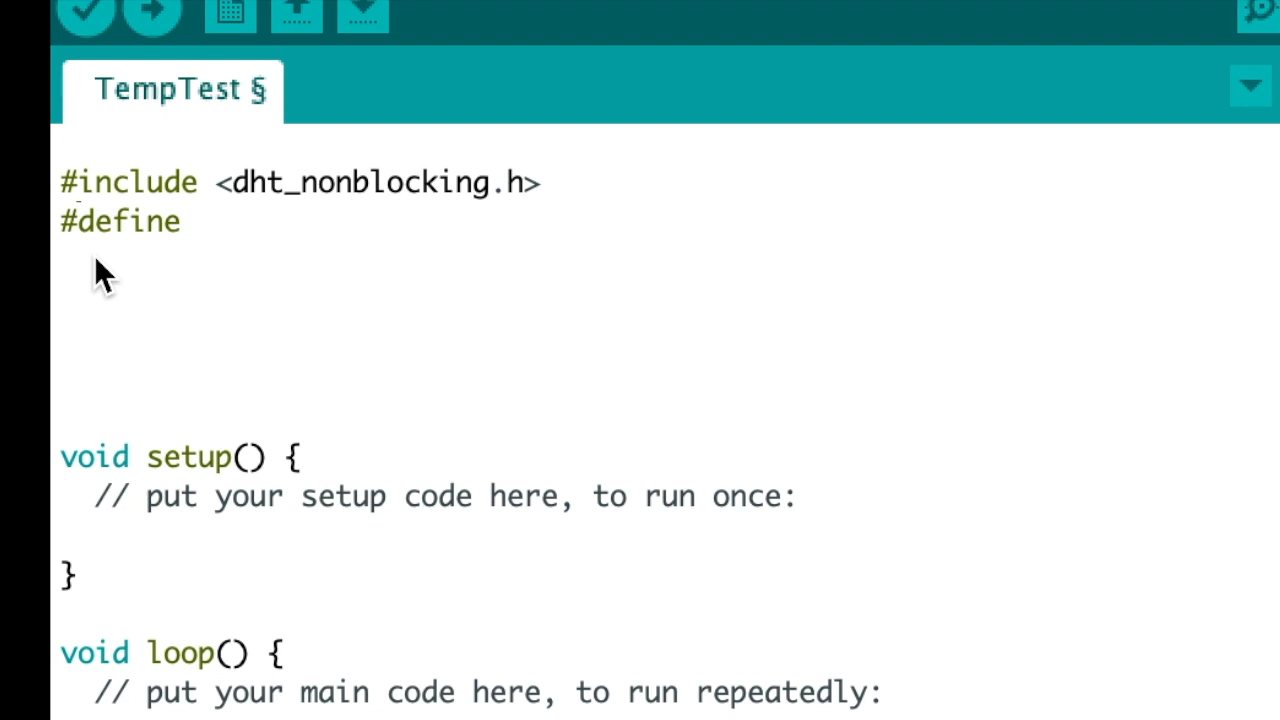 TempTest §
#include <dht_nonblocking.h>
#define
void setup() {
  // put your setup code here, to run once:
}
void loop() {
  // put your main code here, to run repeatedly: